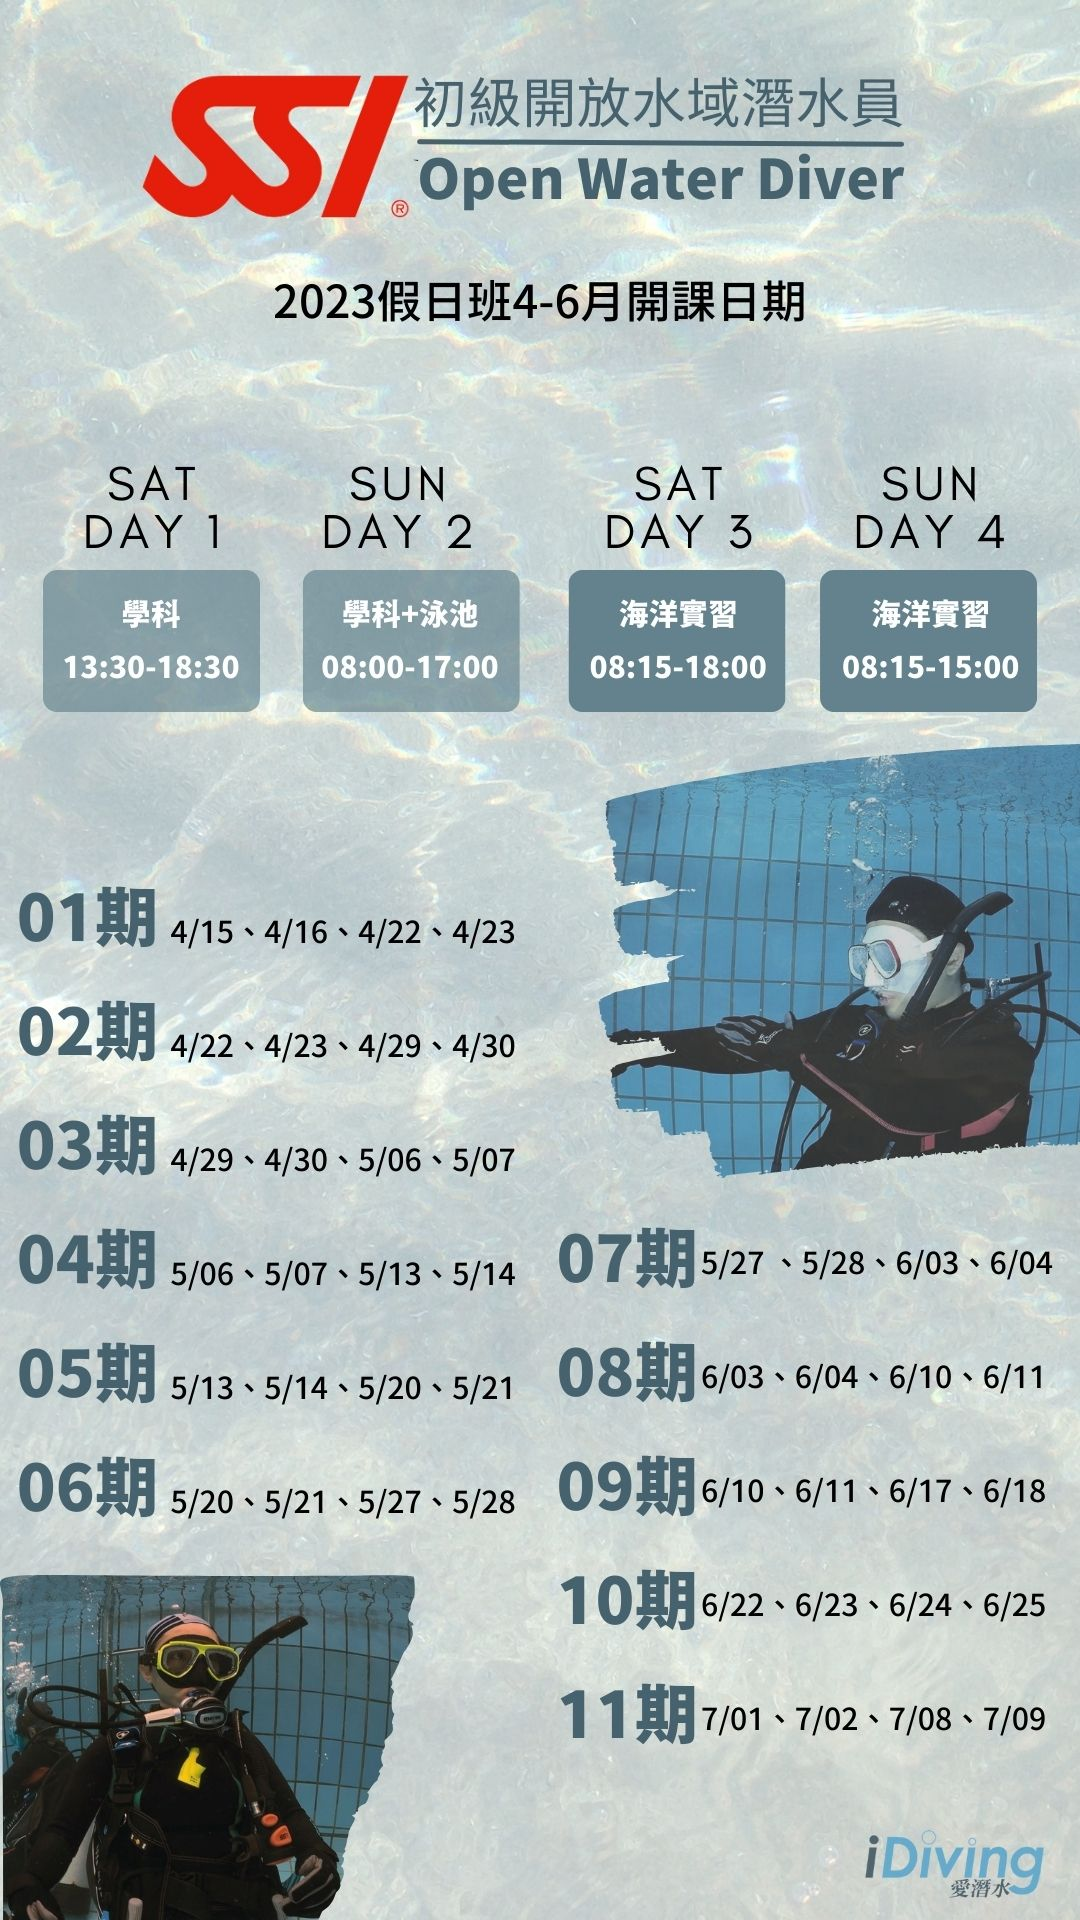 SSI®
初級開放水域潛水員
Open Water Diver
2023假日班4-6月開課日期
SAT
DAY 1
學科
13:30-18:30
SUN
DAY 2
學科+泳池
08:00-17:00
SAT
DAY 3
海洋實習
08:15-18:00
SUN
DAY 4
海洋實習
08:15-15:00
01期 4/15、4/16、4/22、4/23
02期 4/22、4/23、4/29、4/30
03期 4/29、4/30、5/06、5/07
04期 5/06、5/07、5/13、5/14
05期 5/13、5/14、5/20、5/21
06期 5/20、5/21、5/27、5/28
07期 5/27 、5/28、6/03、6/04
08期 6/03、6/04、6/10、6/11
09期 6/10、6/11、6/17、6/18
10期 6/22、6/23、6/24、6/25
11期 7/01、7/02、7/08、7/09
iDiving
愛潛水